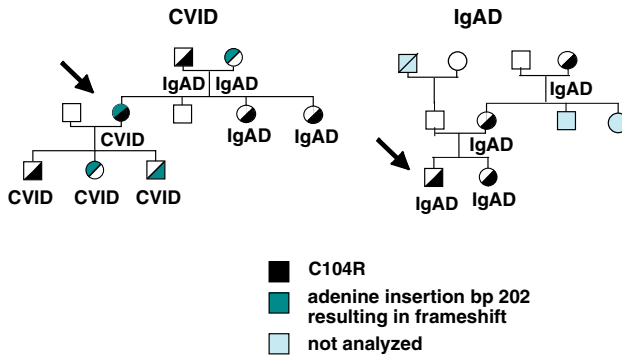 CVID IgAD
IgAD IgAD IgAD
CVID IgAD IgAD IgAD
CVID CVID CVID IgAD IgAD
C104R
adenine insertion bp 202
resulting in frameshift
not analyzed